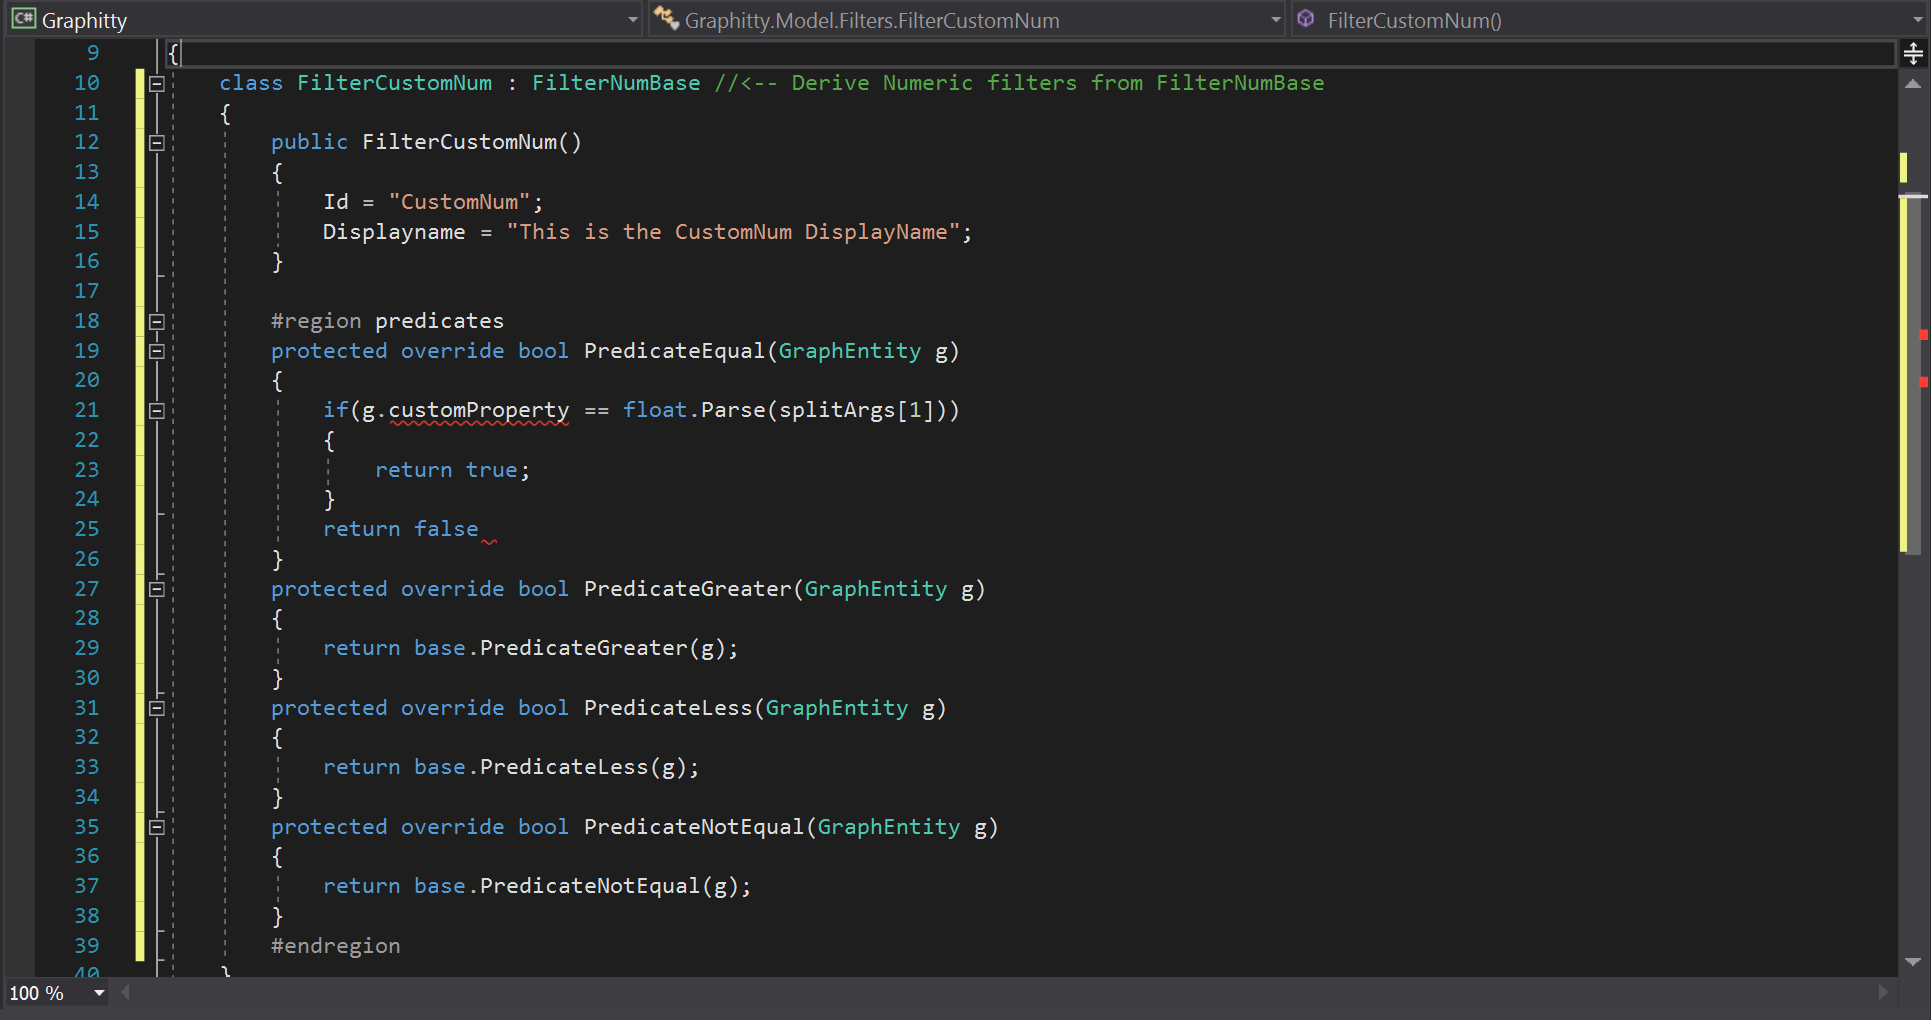 C# Graphitty Graphitty.Model.Filters.FilterCustomNum FilterCustomNum()
9 {
10 class FilterCustomNum : FilterNumBase //<-- Derive Numeric filters from FilterNumBase
11 {
12 public FilterCustomNum()
13 {
14 Id = "CustomNum";
15 Displayname = "This is the CustomNum DisplayName";
16 }
17
18 #region predicates
19 protected override bool PredicateEqual(GraphEntity g)
20 {
21 if(g.customProperty == float.Parse(splitArgs[1]))
22 {
23 return true;
24 }
25 return false
26 }
27 protected override bool PredicateGreater(GraphEntity g)
28 {
29 return base.PredicateGreater(g);
30 }
31 protected override bool PredicateLess(GraphEntity g)
32 {
33 return base.PredicateLess(g);
34 }
35 protected override bool PredicateNotEqual(GraphEntity g)
36 {
37 return base.PredicateNotEqual(g);
38 }
39 #endregion
40 }
100 %